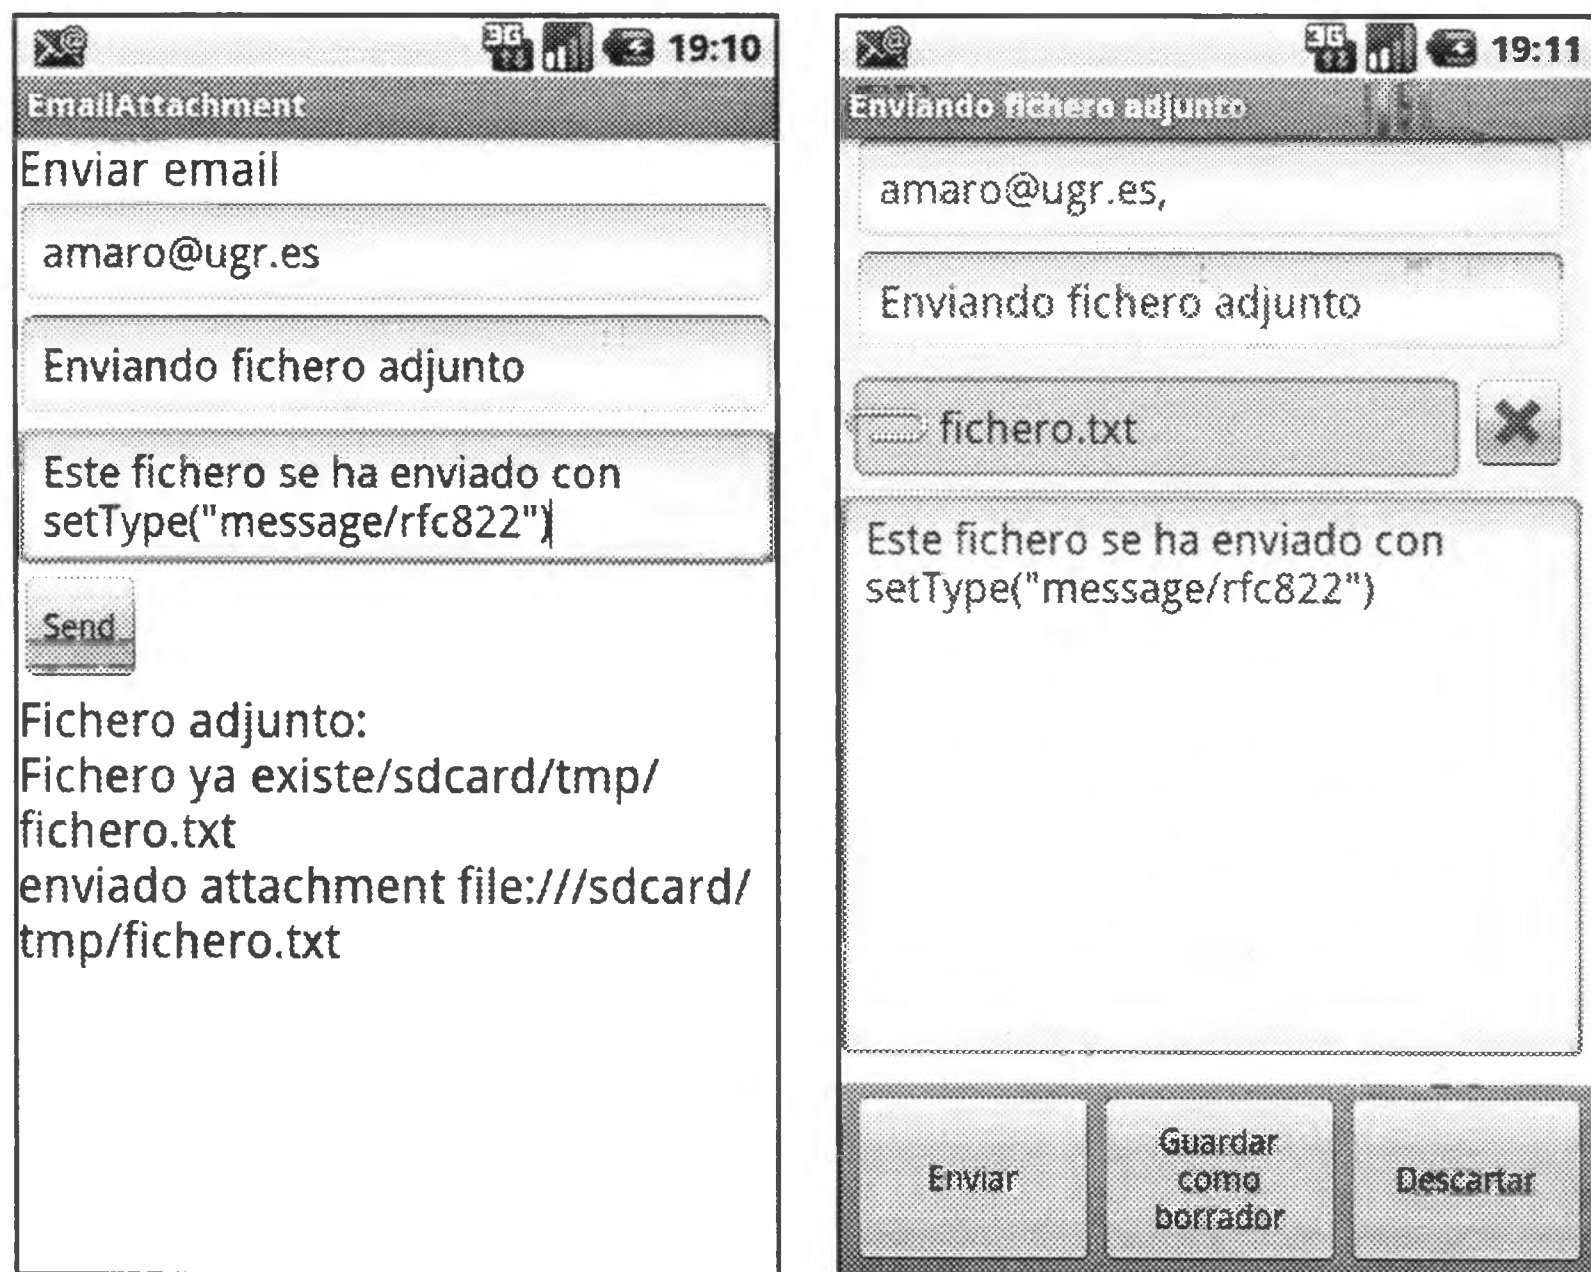 3G 19:10
EmailAttachment
Enviar email
amaro@ugr.es
Enviando fichero adjunto
Este fichero se ha enviado con
setType("message/rfc822")
Send
Fichero adjunto:
Fichero ya existe/sdcard/tmp/
fichero.txt
enviado attachment file:///sdcard/
tmp/fichero.txt
3G 19:11
Enviando fichero adjunto
amaro@ugr.es,
Enviando fichero adjunto
fichero.txt
Este fichero se ha enviado con
setType("message/rfc822")
Enviar
Guardar
como
borrador
Descartar